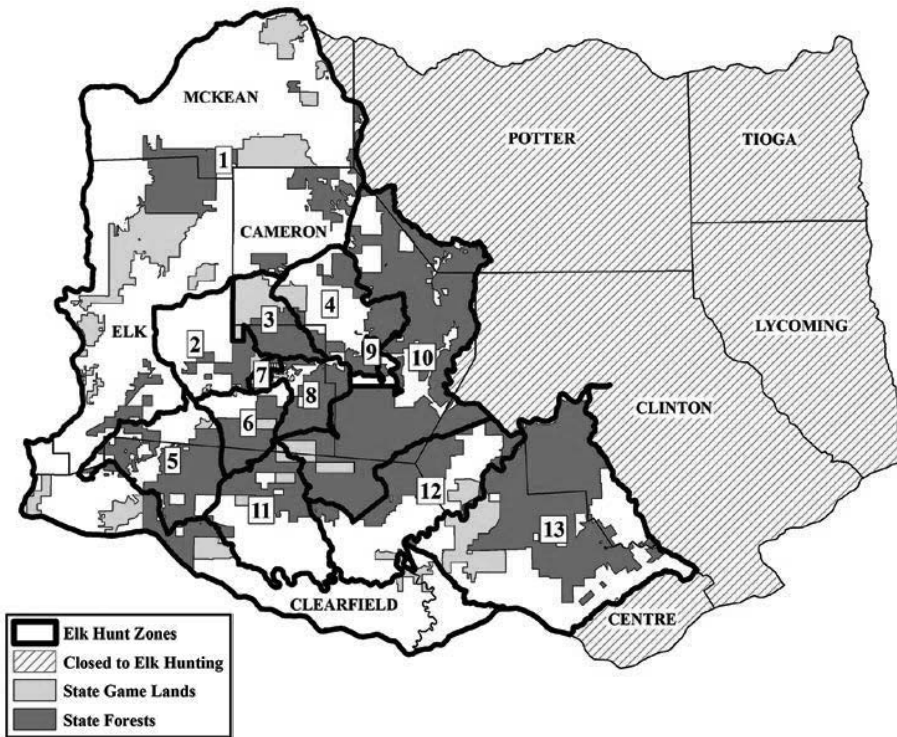 MCKEAN
POTTER
TIOGA
1
CAMERON
LYCOMING
ELK
2
3
4
9
10
7
8
CLINTON
6
5
11
12
13
CLEARFIELD
CENTRE
Elk Hunt Zones
Closed to Elk Hunting
State Game Lands
State Forests